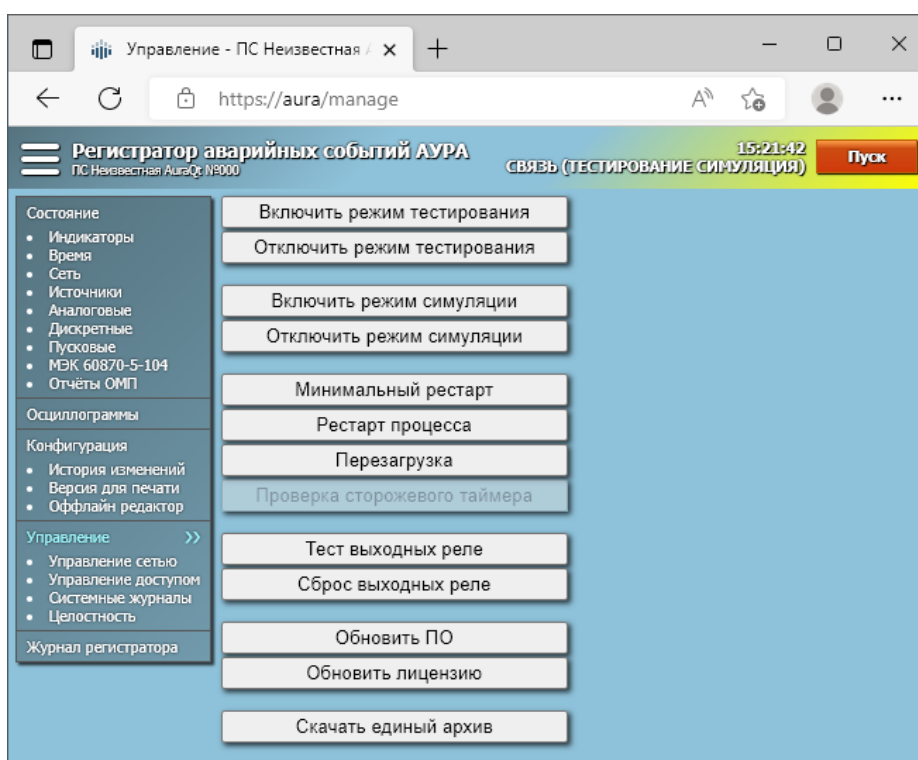 Управление - ПС Неизвестная
https://aura/manage
Регистратор аварийных событий АУРА
ПС Неизвестная AuraQt №000
15:21:42
СВЯЗЬ (ТЕСТИРОВАНИЕ СИМУЛЯЦИЯ)
Пуск
Состояние
• Индикаторы
• Время
• Сеть
• Источники
• Аналоговые
• Дискретные
• Пусковые
• МЭК 60870-5-104
• Отчёты ОМП
Осциллограммы
Конфигурация
• История изменений
• Версия для печати
• Оффлайн редактор
Управление >>
• Управление сетью
• Управление доступом
• Системные журналы
• Целостность
Журнал регистратора
Включить режим тестирования
Отключить режим тестирования
Включить режим симуляции
Отключить режим симуляции
Минимальный рестарт
Рестарт процесса
Перезагрузка
Проверка сторожевого таймера
Тест выходных реле
Сброс выходных реле
Обновить ПО
Обновить лицензию
Скачать единый архив